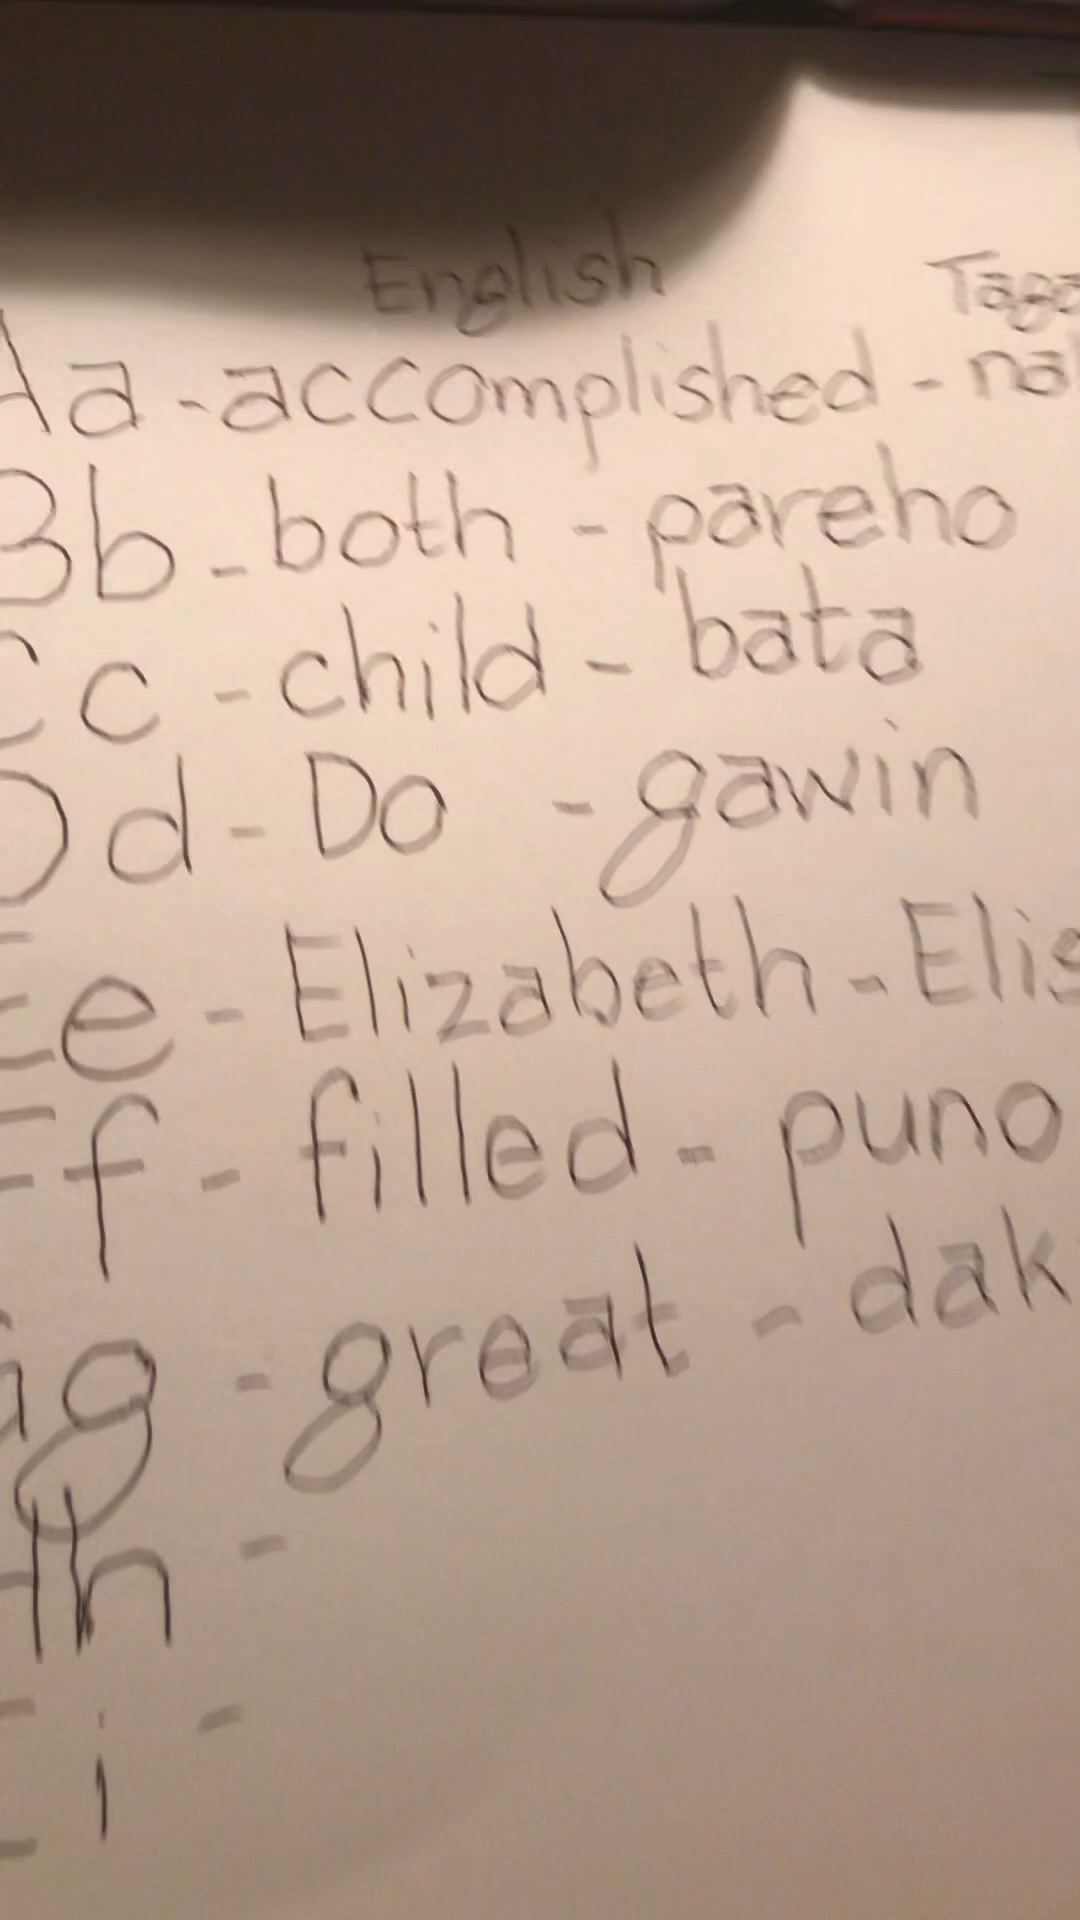 English
Aa - accomplished -
Bb - both - pareho
Cc - child - bata
Dd - Do - gawin
Ee - Elizabeth -
Ff - filled - puno
g - great -
Hh -
Ii -